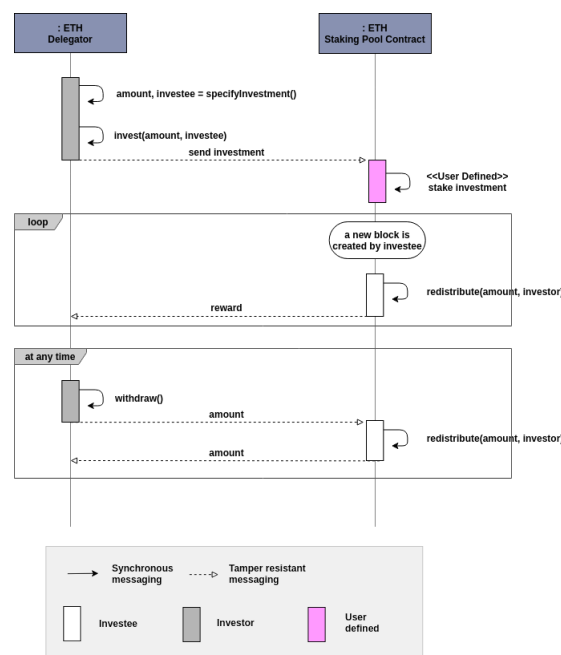 : ETH
Delegator
: ETH
Staking Pool Contract
amount, investee = specifyInvestment()
invest(amount, investee)
send investment
<<User Defined>>
stake investment
loop
a new block is
created by investee
redistribute(amount, investor)
reward
at any time
withdraw()
amount
redistribute(amount, investor)
amount
Synchronous
messaging
Tamper resistant
messaging
Investee
Investor
User
defined